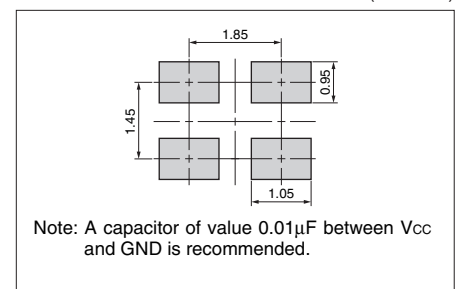 1.85
0.95
1.45
1.05
Note: A capacitor of value 0.01µF between Vcc
and GND is recommended.